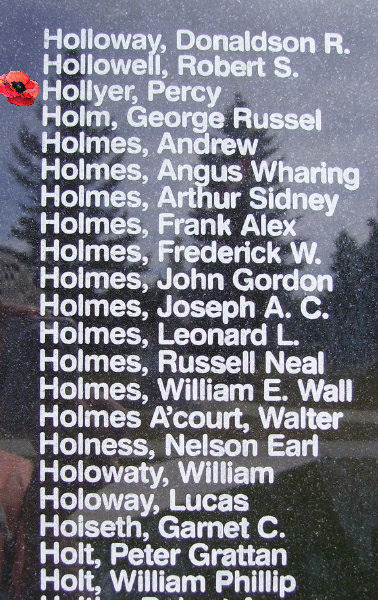 Holloway, Donaldson R.
Hollowell, Robert S.
Hollyer, Percy
Holm, George Russel
Holmes, Andrew
Holmes, Angus Wharing
Holmes, Arthur Sidney
Holmes, Frank Alex
Holmes, Frederick W.
Holmes, John Gordon
Holmes, Joseph A. C.
Holmes, Leonard L.
Holmes, Russell Neal
Holmes, William E. Wall
Holmes A'court, Walter
Holness, Nelson Earl
Holowaty, William
Holoway, Lucas
Holseth, Garnet C.
Holt, Peter Grattan
Holt, William Phillip